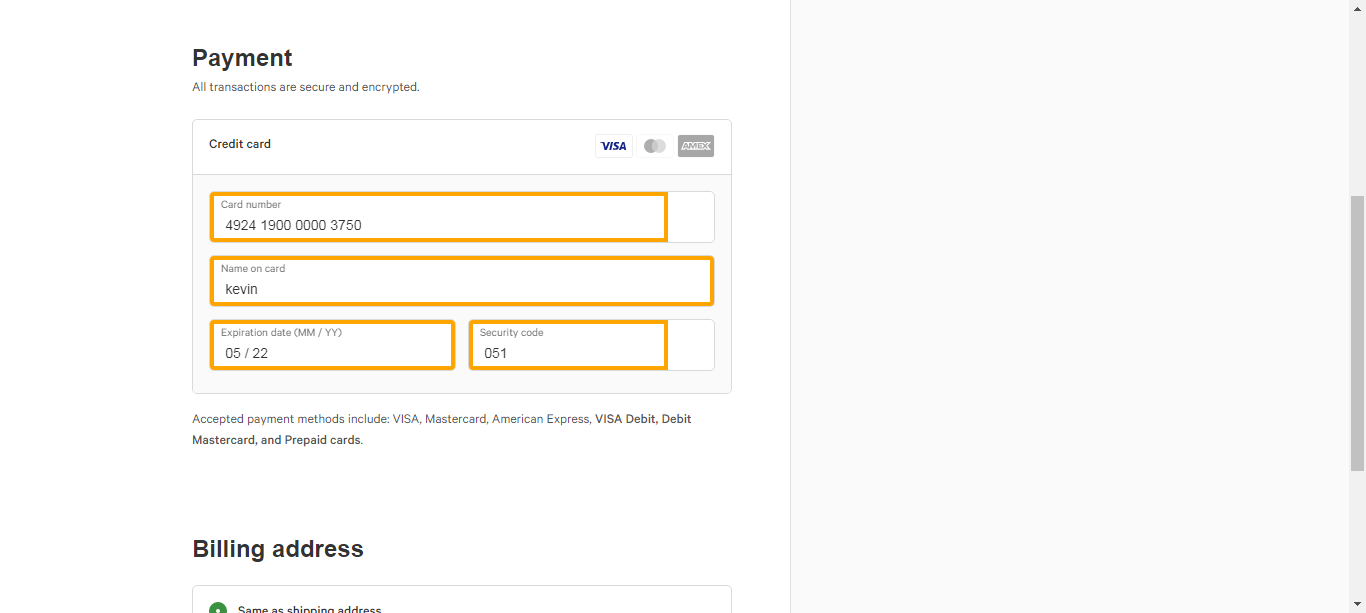 Payment
All transactions are secure and encrypted.
Credit card
VISA
AMEX
Card number
4924 1900 0000 3750
Name on card
kevin
Expiration date (MM / YY)
05 / 22
Security code
051
Accepted payment methods include: VISA, Mastercard, American Express, VISA Debit, Debit
Mastercard, and Prepaid cards.
Billing address
Same as shipping address